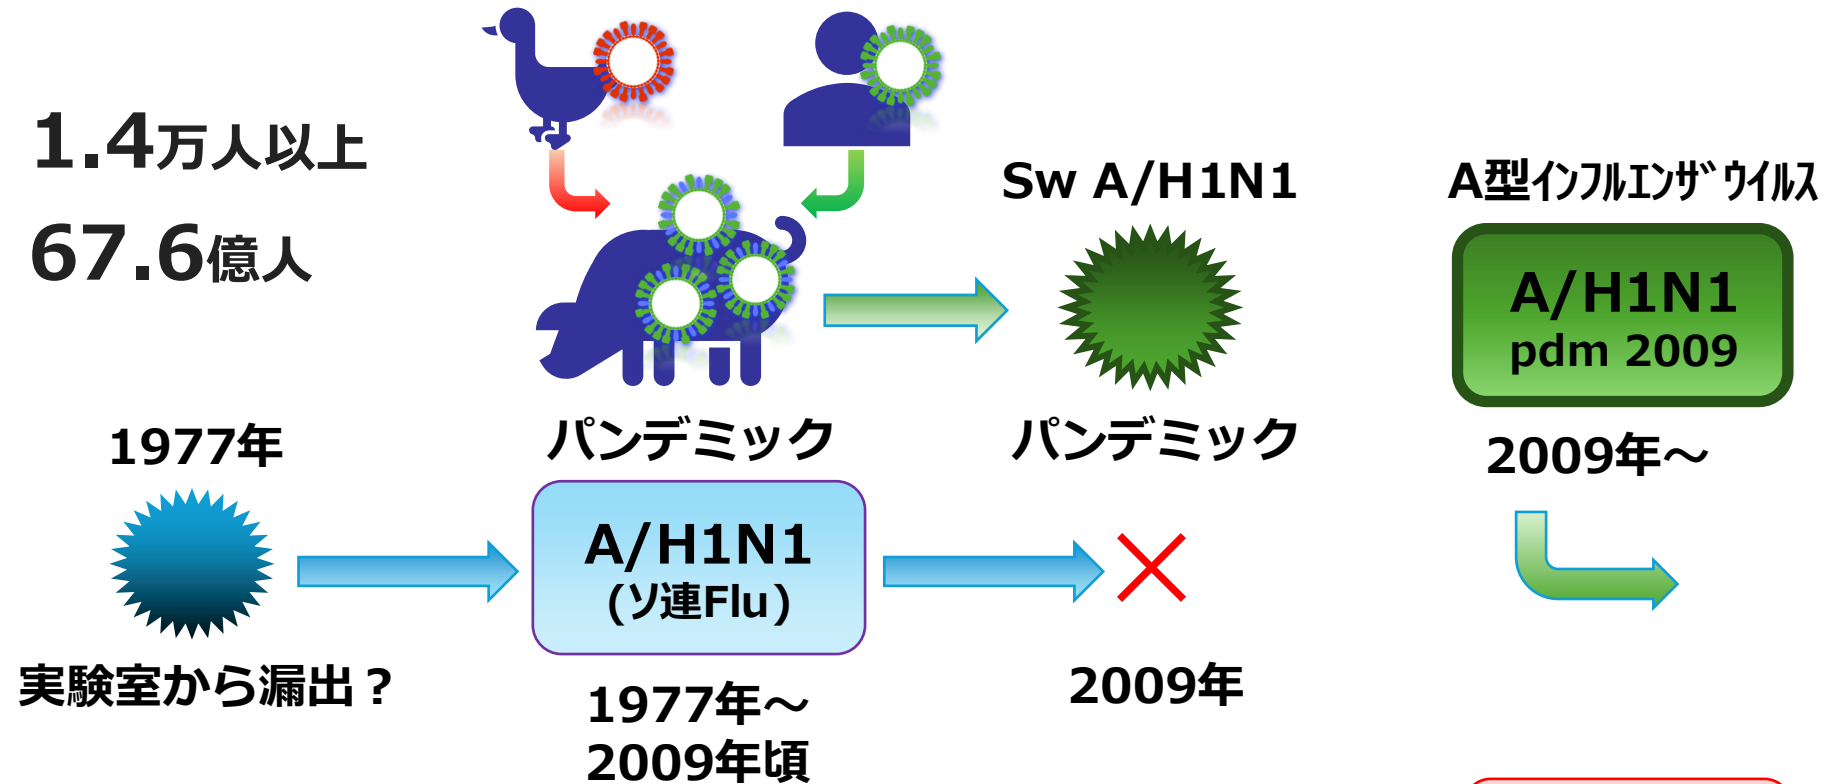 1.4万人以上
67.6億人
Sw A/H1N1
A型ｲﾝﾌﾙｴﾝｻﾞｳｲﾙｽ
A/H1N1
pdm 2009
1977年
パンデミック
パンデミック
2009年～
A/H1N1
(ソ連Flu)
実験室から漏出？
1977年～
2009年頃
2009年